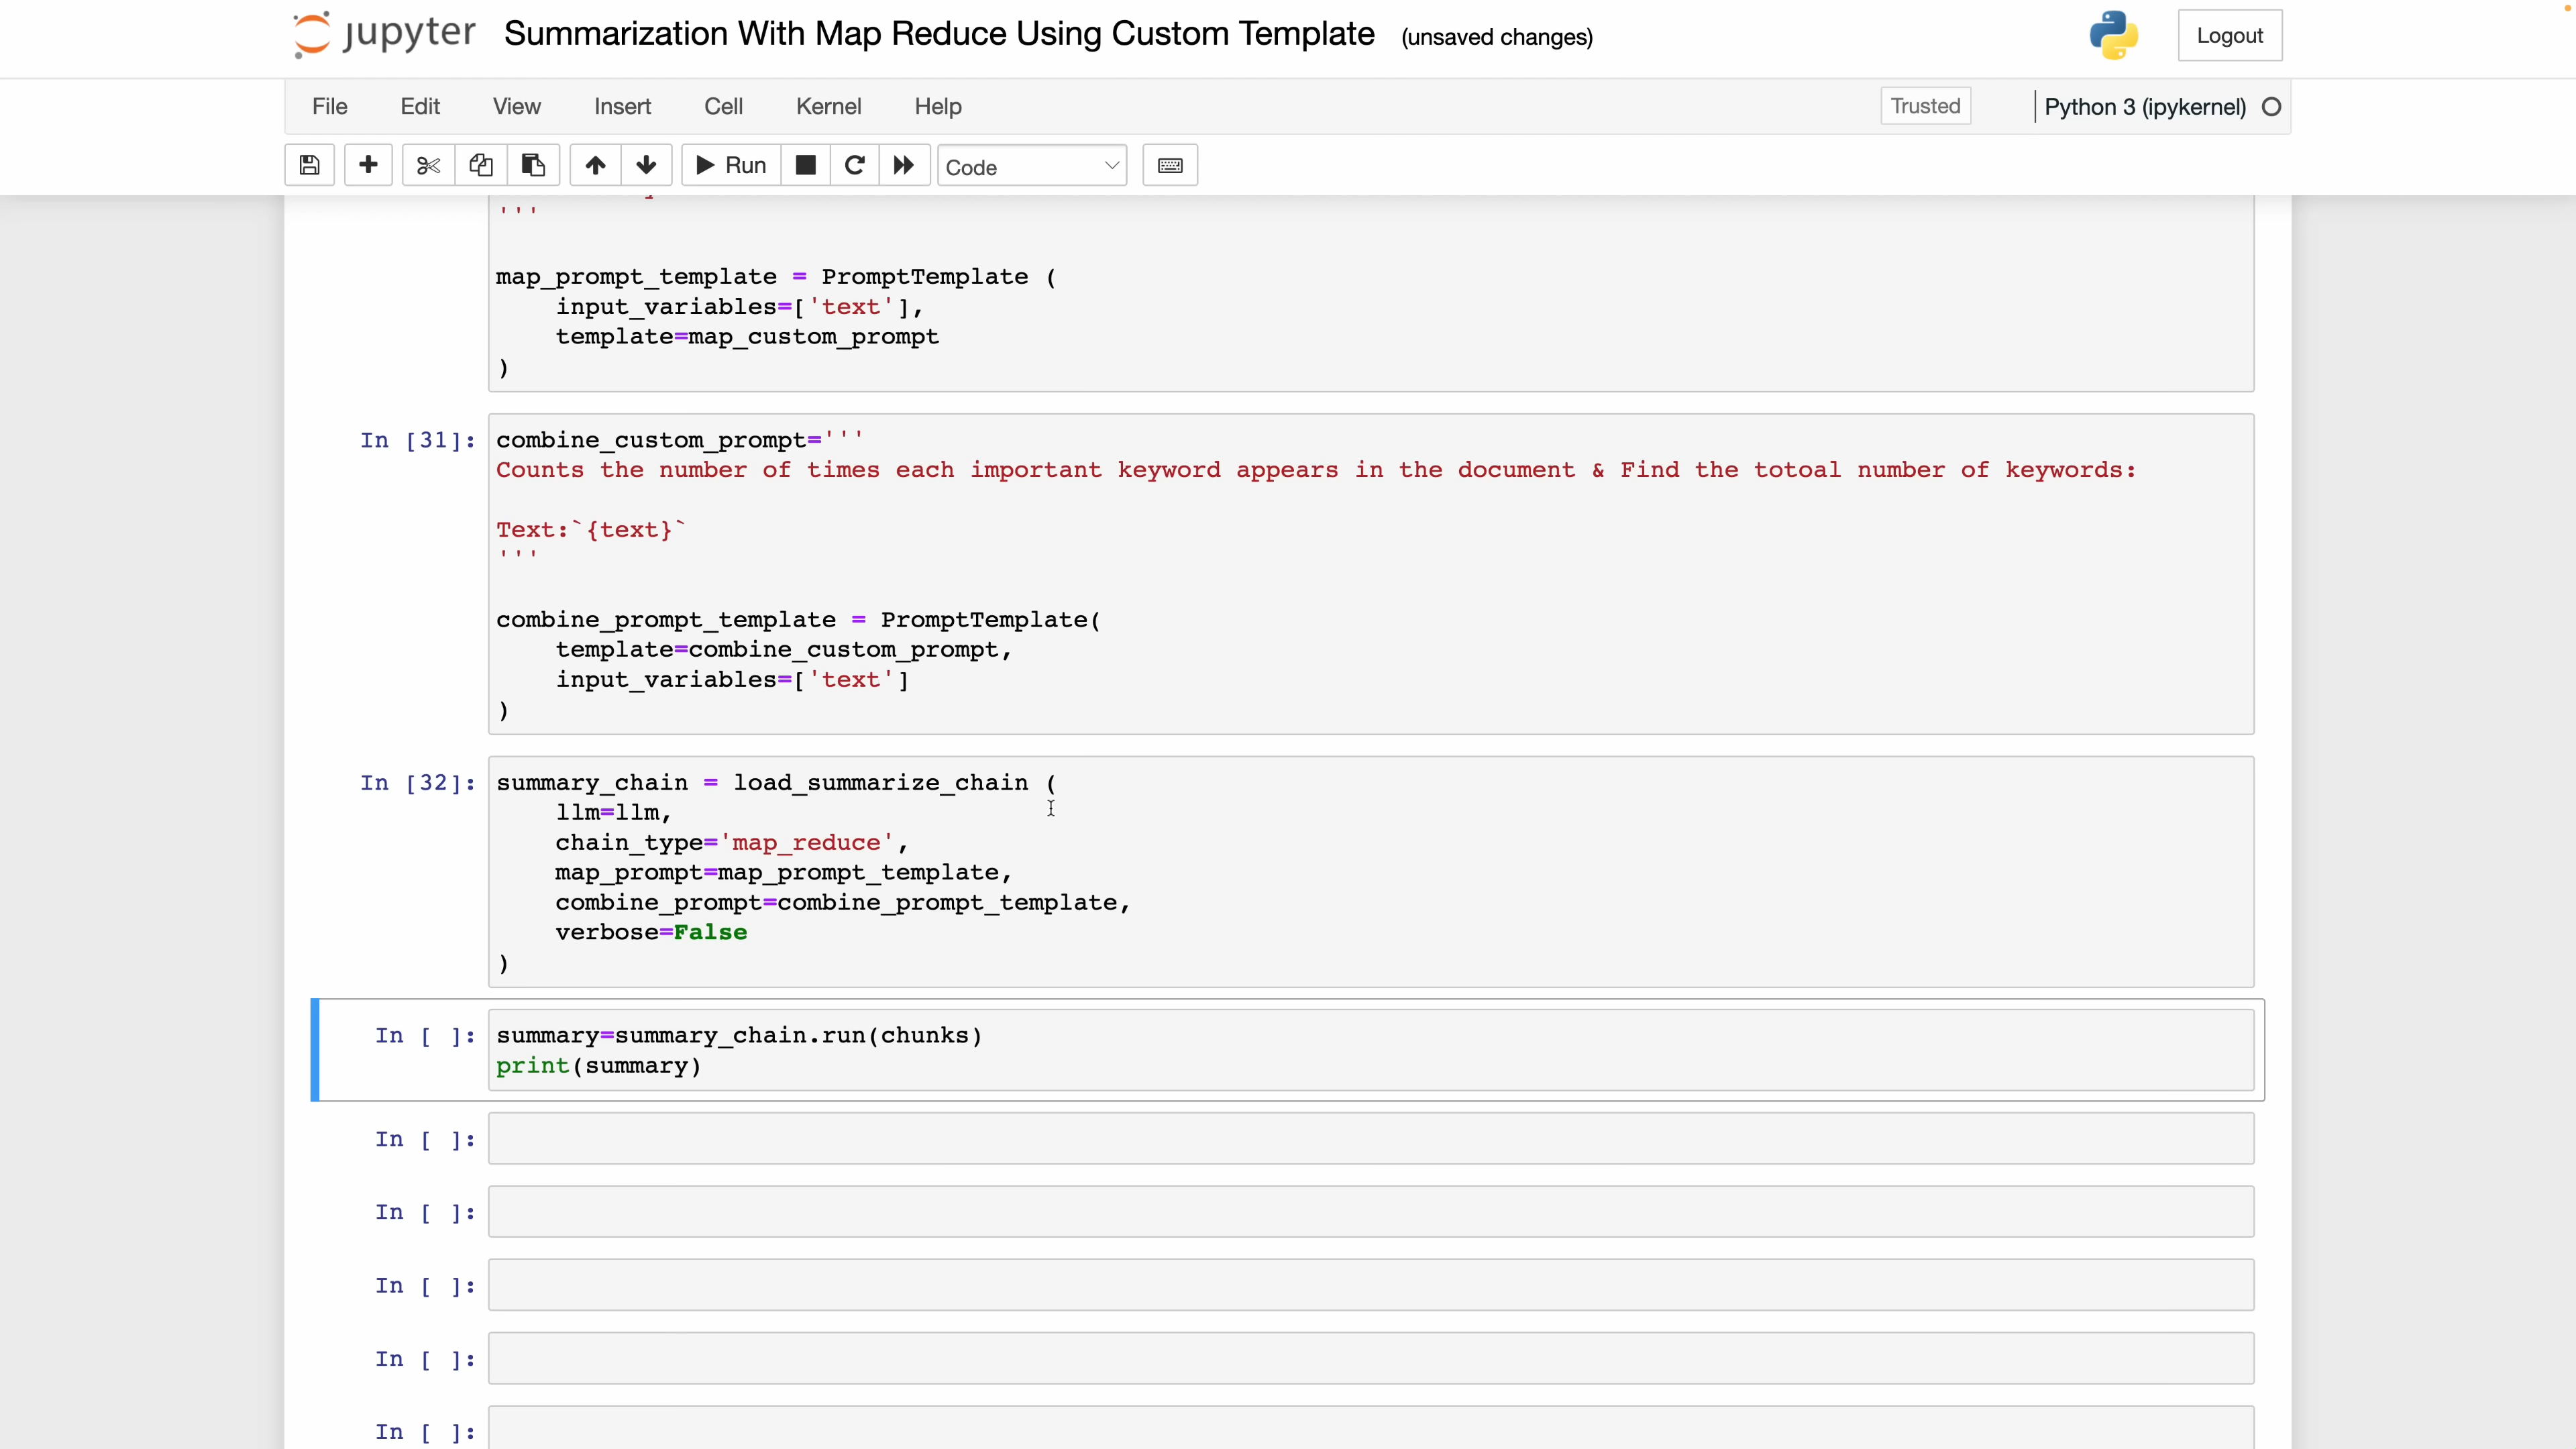 jupyter Summarization With Map Reduce Using Custom Template (unsaved changes) Logout
File Edit View Insert Cell Kernel Help Trusted Python 3 (ipykernel)
Run Code
'''
map_prompt_template = PromptTemplate (
    input_variables=['text'],
    template=map_custom_prompt
)
In [31]: combine_custom_prompt='''
Counts the number of times each important keyword appears in the document & Find the totoal number of keywords:
Text:`{text}`
'''
combine_prompt_template = PromptTemplate(
    template=combine_custom_prompt,
    input_variables=['text']
)
In [32]: summary_chain = load_summarize_chain (
    llm=llm,
    chain_type='map_reduce',
    map_prompt=map_prompt_template,
    combine_prompt=combine_prompt_template,
    verbose=False
)
In [ ]: summary=summary_chain.run(chunks)
print(summary)
In [ ]:
In [ ]:
In [ ]:
In [ ]:
In [ ]: